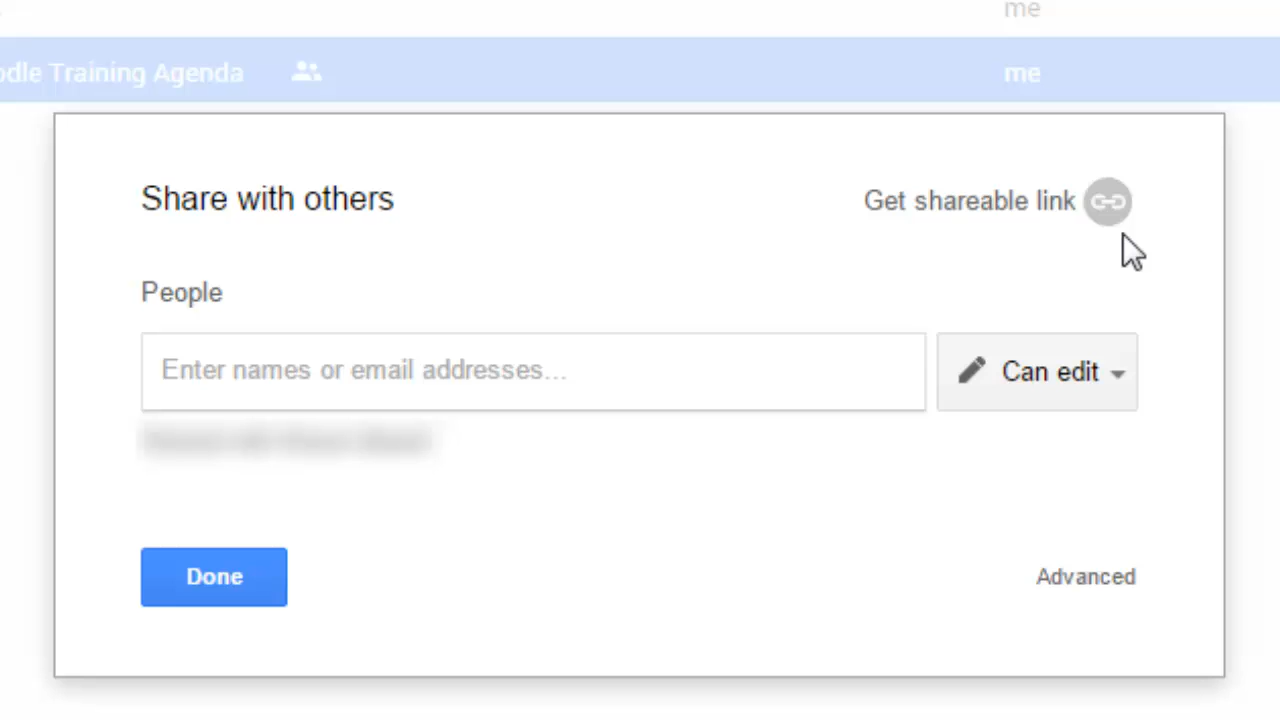 me
Training Agenda
me
Share with others
Get shareable link
People
Enter names or email addresses...
Can edit
Done
Advanced